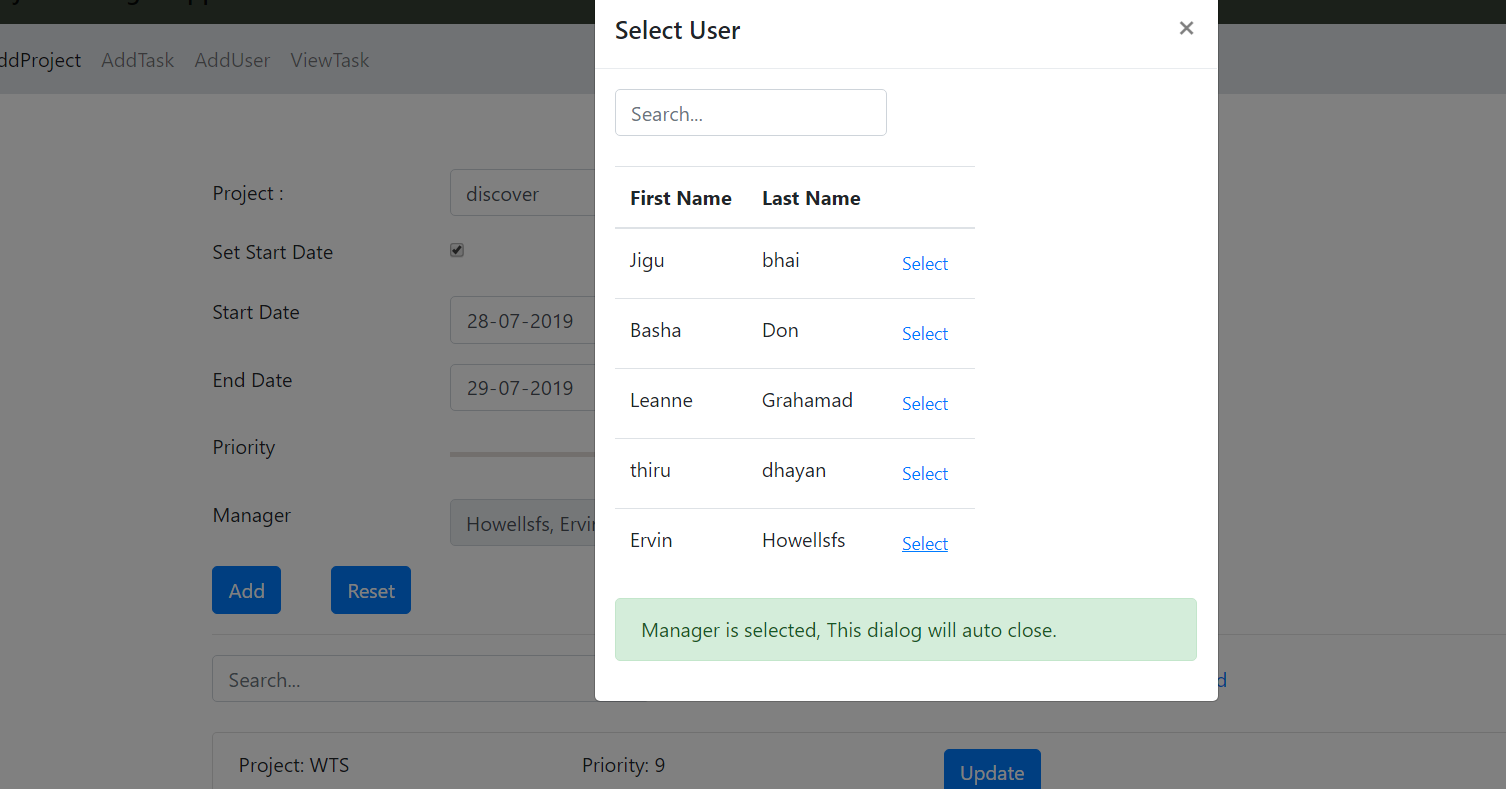 Select User ×
AddTask AddUser ViewTask
Search...
First Name Last Name
Jigu bhai Select
Basha Don Select
Leanne Grahamad Select
thiru dhayan Select
Ervin Howellsfs Select
Manager is selected, This dialog will auto close.
Project : discover
Set Start Date
Start Date 28-07-2019
End Date 29-07-2019
Priority
Manager Howellsfs, Ervin
Add Reset
Search...
Project: WTS Priority: 9 Update